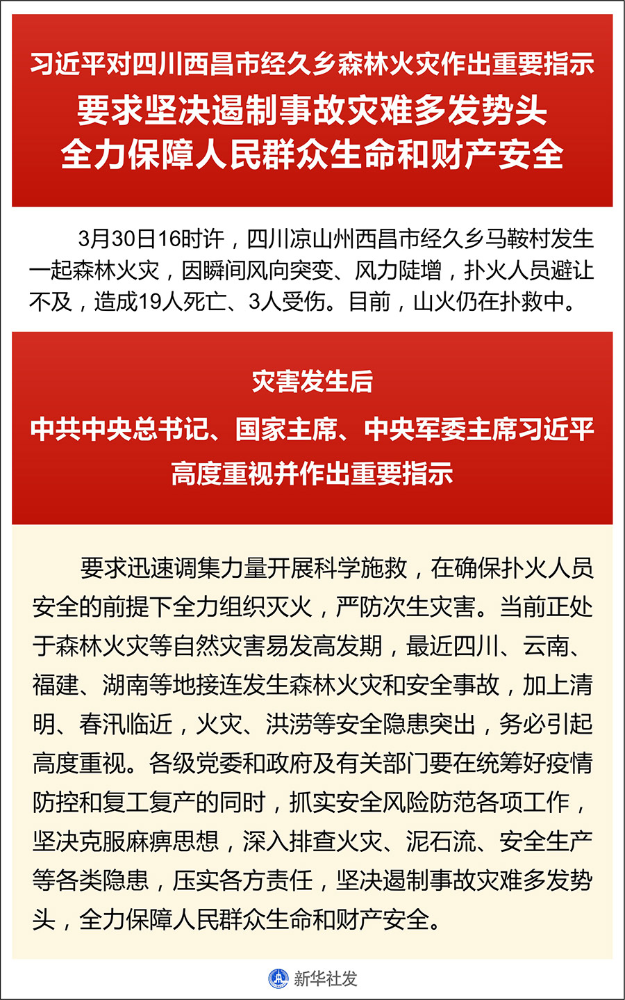 习近平对四川西昌市经久乡森林火灾作出重要指示
要求坚决遏制事故灾难多发势头
全力保障人民群众生命和财产安全
3月30日16时许，四川凉山州西昌市经久乡马鞍村发生
一起森林火灾，因瞬间风向突变、风力陡增，扑火人员避让
不及，造成19人死亡、3人受伤。目前，山火仍在扑救中。
灾害发生后
中共中央总书记、国家主席、中央军委主席习近平
高度重视并作出重要指示
要求迅速调集力量开展科学施救，在确保扑火人员
安全的前提下全力组织灭火，严防次生灾害。当前正处
于森林火灾等自然灾害易发高发期，最近四川、云南、
福建、湖南等地接连发生森林火灾和安全事故，加上清
明、春汛临近，火灾、洪涝等安全隐患突出，务必引起
高度重视。各级党委和政府及有关部门要在统筹好疫情
防控和复工复产的同时，抓实安全风险防范各项工作，
坚决克服麻痹思想，深入排查火灾、泥石流、安全生产
等各类隐患，压实各方责任，坚决遏制事故灾难多发势
头，全力保障人民群众生命和财产安全。
新华社发